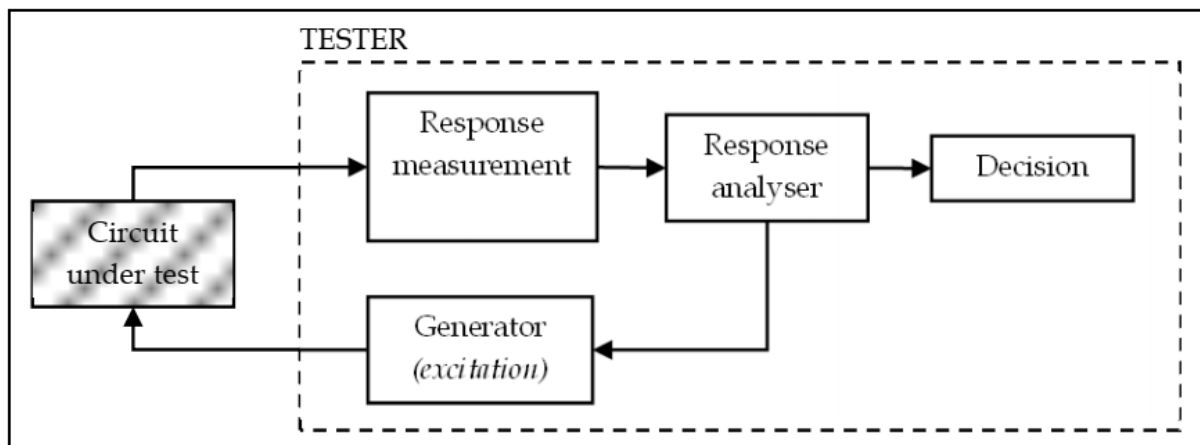 TESTER
Response
measurement
Response
analyser
Decision
Circuit
under test
Generator
(excitation)